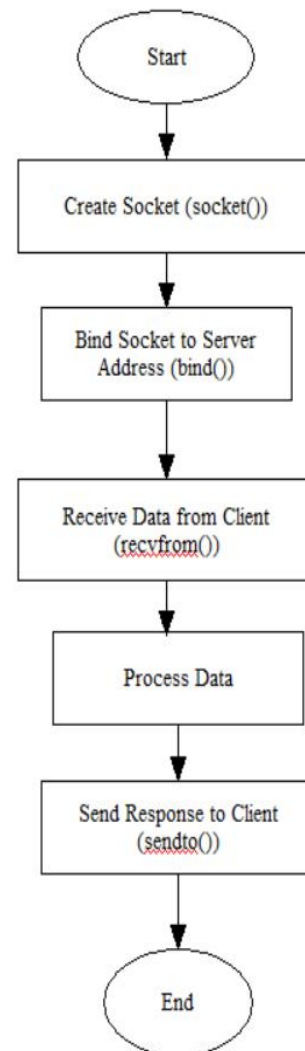 Start
Create Socket (socket())
Bind Socket to Server
Address (bind())
Receive Data from Client
(recvfrom())
Process Data
Send Response to Client
(sendto())
End